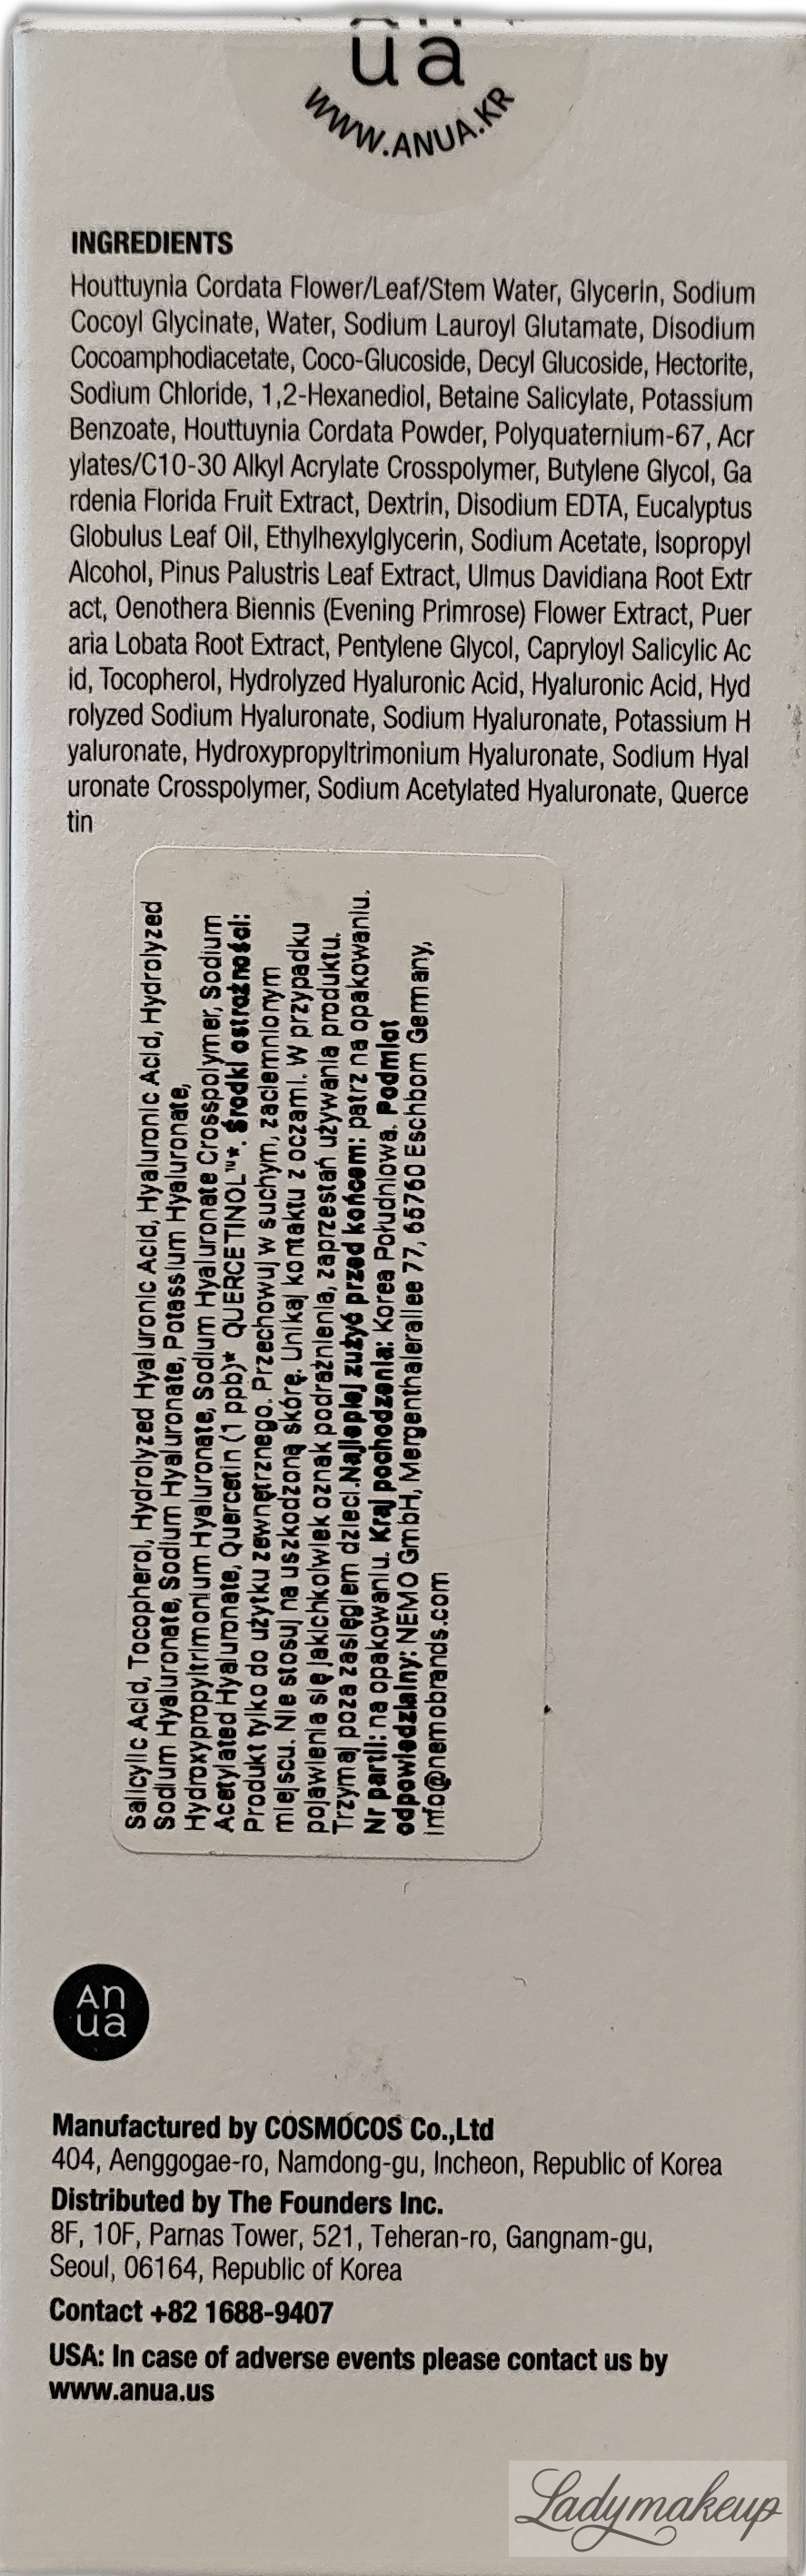 An
ua
WWW.ANUA.KR
INGREDIENTS
Houttuynia Cordata Flower/Leaf/Stem Water, Glycerin, Sodium
Cocoyl Glycinate, Water, Sodium Lauroyl Glutamate, Disodium
Cocoamphodiacetate, Coco-Glucoside, Decyl Glucoside, Hectorite,
Sodium Chloride, 1,2-Hexanediol, Betaine Salicylate, Potassium
Benzoate, Houttuynia Cordata Powder, Polyquaternium-67, Acr
ylates/C10-30 Alkyl Acrylate Crosspolymer, Butylene Glycol, Ga
rdenia Florida Fruit Extract, Dextrin, Disodium EDTA, Eucalyptus
Globulus Leaf Oil, Ethylhexylglycerin, Sodium Acetate, Isopropyl
Alcohol, Pinus Palustris Leaf Extract, Ulmus Davidiana Root Extr
act, Oenothera Biennis (Evening Primrose) Flower Extract, Puer
aria Lobata Root Extract, Pentylene Glycol, Capryloyl Salicylic Ac
id, Tocopherol, Hydrolyzed Hyaluronic Acid, Hyaluronic Acid, Hyd
rolyzed Sodium Hyaluronate, Sodium Hyaluronate, Potassium H
yaluronate, Hydroxypropyltrimonium Hyaluronate, Sodium Hyal
uronate Crosspolymer, Sodium Acetylated Hyaluronate, Querce
tin
Salicylic Acid, Tocopherol, Hydrolyzed Hyaluronic Acid, Hyaluronic Acid, Hydrolyzed
Sodium Hyaluronate, Sodium Hyaluronate, Potassium Hyaluronate,
Hydroxypropyltrimonium Hyaluronate, Sodium Hyaluronate Crosspolymer, Sodium
Acetylated Hyaluronate, Quercetin (1 ppb)* QUERCETINOL™*. Środki ostrożności:
Produkt tylko do użytku zewnętrznego. Przechowuj w suchym, zaciemnionym
miejscu. Nie stosuj na uszkodzoną skórę. Unikaj kontaktu z oczami. W przypadku
pojawienia się jakichkolwiek oznak podrażnienia, zaprzestań używania produktu.
Trzymaj poza zasięgiem dzieci.Najlepiej zużyć przed końcem: patrz na opakowaniu.
Nr partii: na opakowaniu. Kraj pochodzenia: Korea Południowa. Podmiot
odpowiedzialny: NEMO GmbH, Mergenthalerallee 77, 65760 Eschborn Germany,
info@nemobrands.com
An
ua
Manufactured by COSMOCOS Co.,Ltd
404, Aenggogae-ro, Namdong-gu, Incheon, Republic of Korea
Distributed by The Founders Inc.
8F, 10F, Parnas Tower, 521, Teheran-ro, Gangnam-gu,
Seoul, 06164, Republic of Korea
Contact +82 1688-9407
USA: In case of adverse events please contact us by
www.anua.us
Ladymakeup